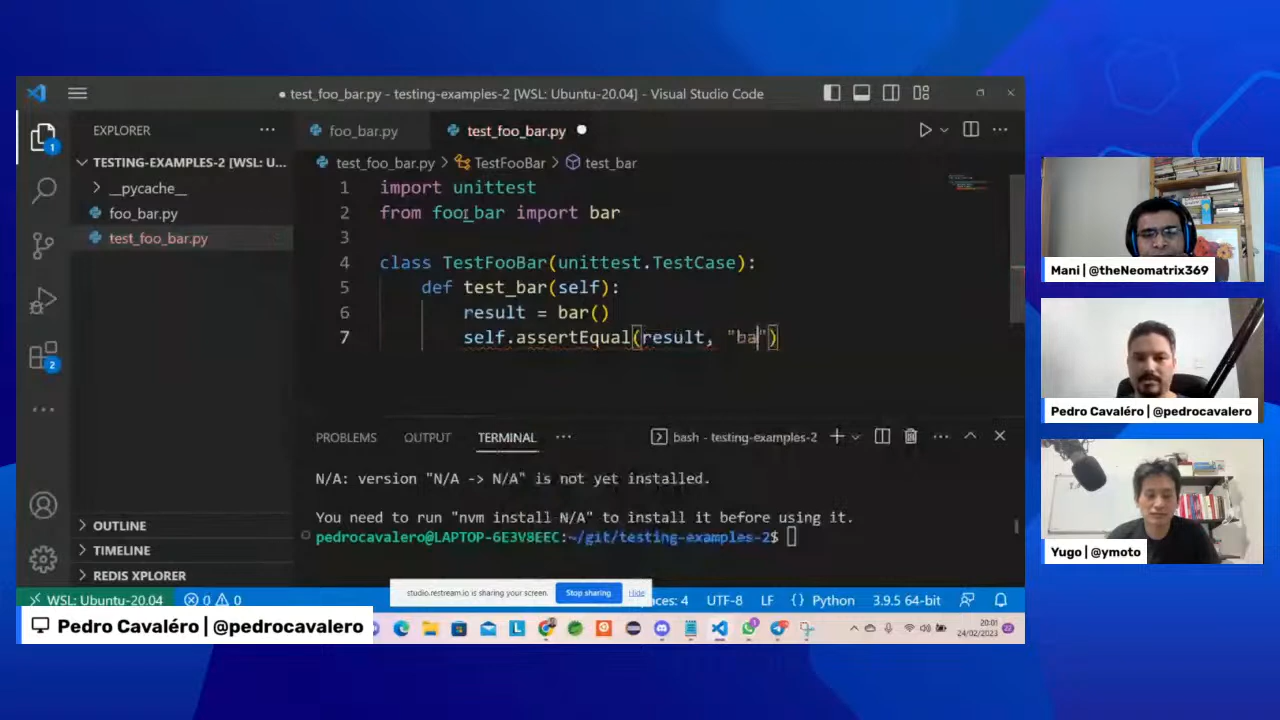 test_foo_bar.py - testing-examples-2 [WSL: Ubuntu-20.04] - Visual Studio Code
EXPLORER
foo_bar.py
test_foo_bar.py
TESTING-EXAMPLES-2 [WSL: U...
test_foo_bar.py > TestFooBar > test_bar
__pycache__
foo_bar.py
test_foo_bar.py
1 import unittest
2 from foo_bar import bar
3
4 class TestFooBar(unittest.TestCase):
5 def test_bar(self):
6 result = bar()
7 self.assertEqual(result, "ba")
1
2
PROBLEMS OUTPUT TERMINAL
bash - testing-examples-2
N/A: version "N/A -> N/A" is not yet installed.
You need to run "nvm install N/A" to install it before using it.
pedrocavalero@LAPTOP-6E3V8EEC:~/git/testing-examples-2$
OUTLINE
TIMELINE
REDIS XPLORER
studio.restream.io is sharing your screen. Stop sharing Hide
WSL: Ubuntu-20.04 0 0 UTF-8 LF Python 3.9.5 64-bit
20:01
24/02/2023
Pedro Cavaléro | @pedrocavalero
Mani | @theNeomatrix369
Pedro Cavaléro | @pedrocavalero
Yugo | @ymoto